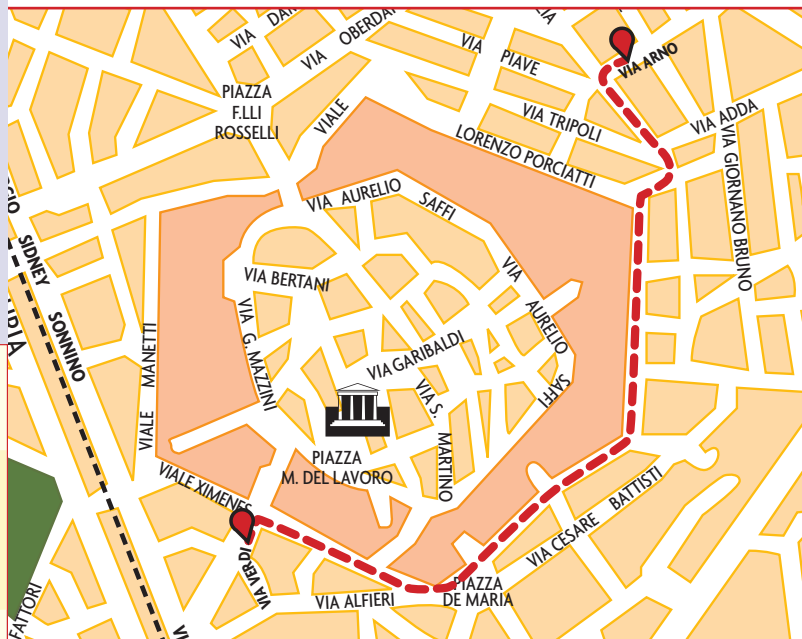 VIA OBERDA
VIA PIAVE
VIA ARNO
PIAZZA
F.LLI
ROSSELLI
VIALE
LORENZO PORCIATTI
VIA TRIPOLI
VIA ADDA
VIA GIORNANO BRUNO
VIA AURELIO
SAFFI
VIA BERTANI
VIA AURELIO
SAFFI
SIDNEY
SONNINO
VIALE MANETTI
VIA G. MAZZINI
VIA GARIBALDI
VIA S.
MARTINO
PIAZZA
M. DEL LAVORO
VIALE XIMENES
VIA VERDI
VIA CESARE BATTISTI
VIA ALFIERI
PIAZZA
DE MARIA
FATTORI